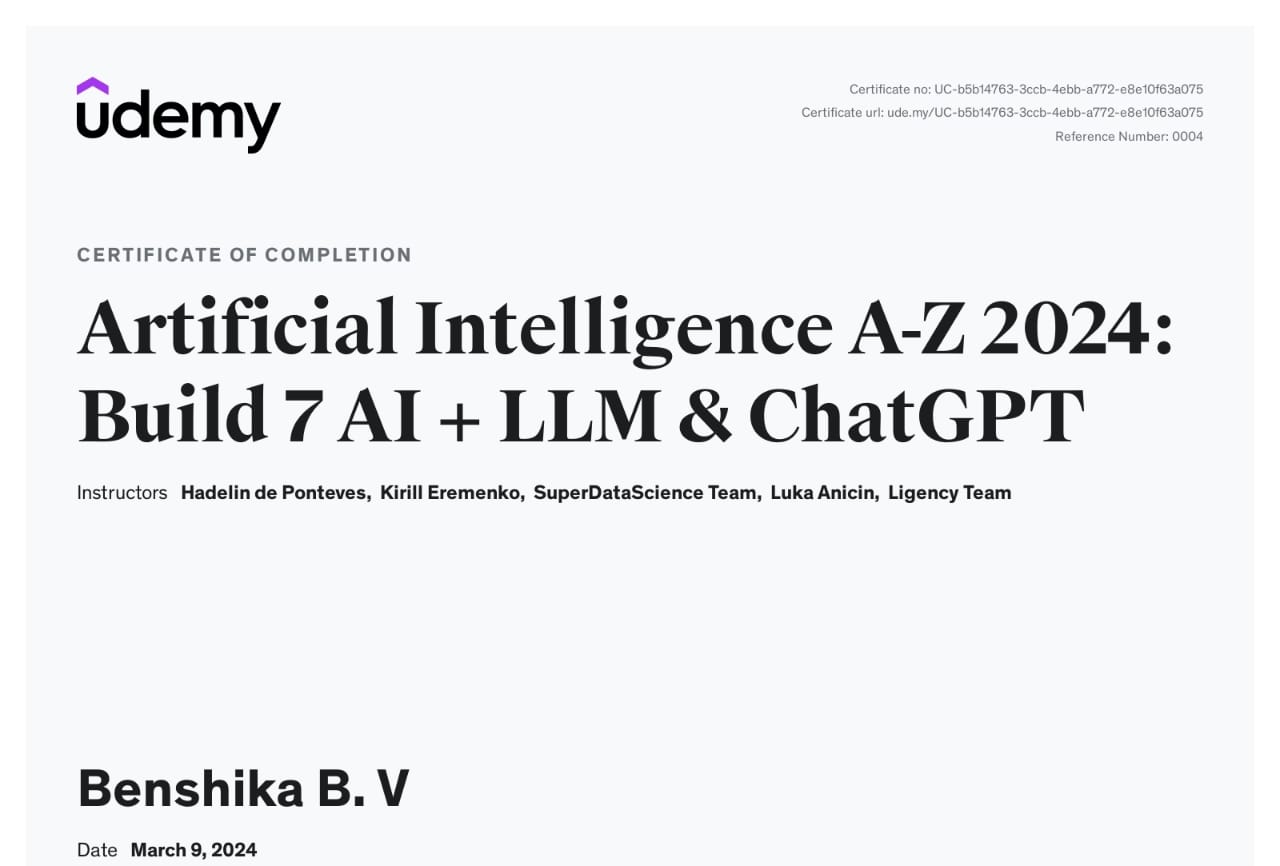 udemy
Certificate no: UC-b5b14763-3ccb-4ebb-a772-e8e10f63a075
Certificate url: ude.my/UC-b5b14763-3ccb-4ebb-a772-e8e10f63a075
Reference Number: 0004
CERTIFICATE OF COMPLETION
Artificial Intelligence A-Z 2024:
Build 7 AI + LLM & ChatGPT
Instructors Hadelin de Ponteves, Kirill Eremenko, SuperDataScience Team, Luka Anicin, Ligency Team
Benshika B. V
Date March 9, 2024